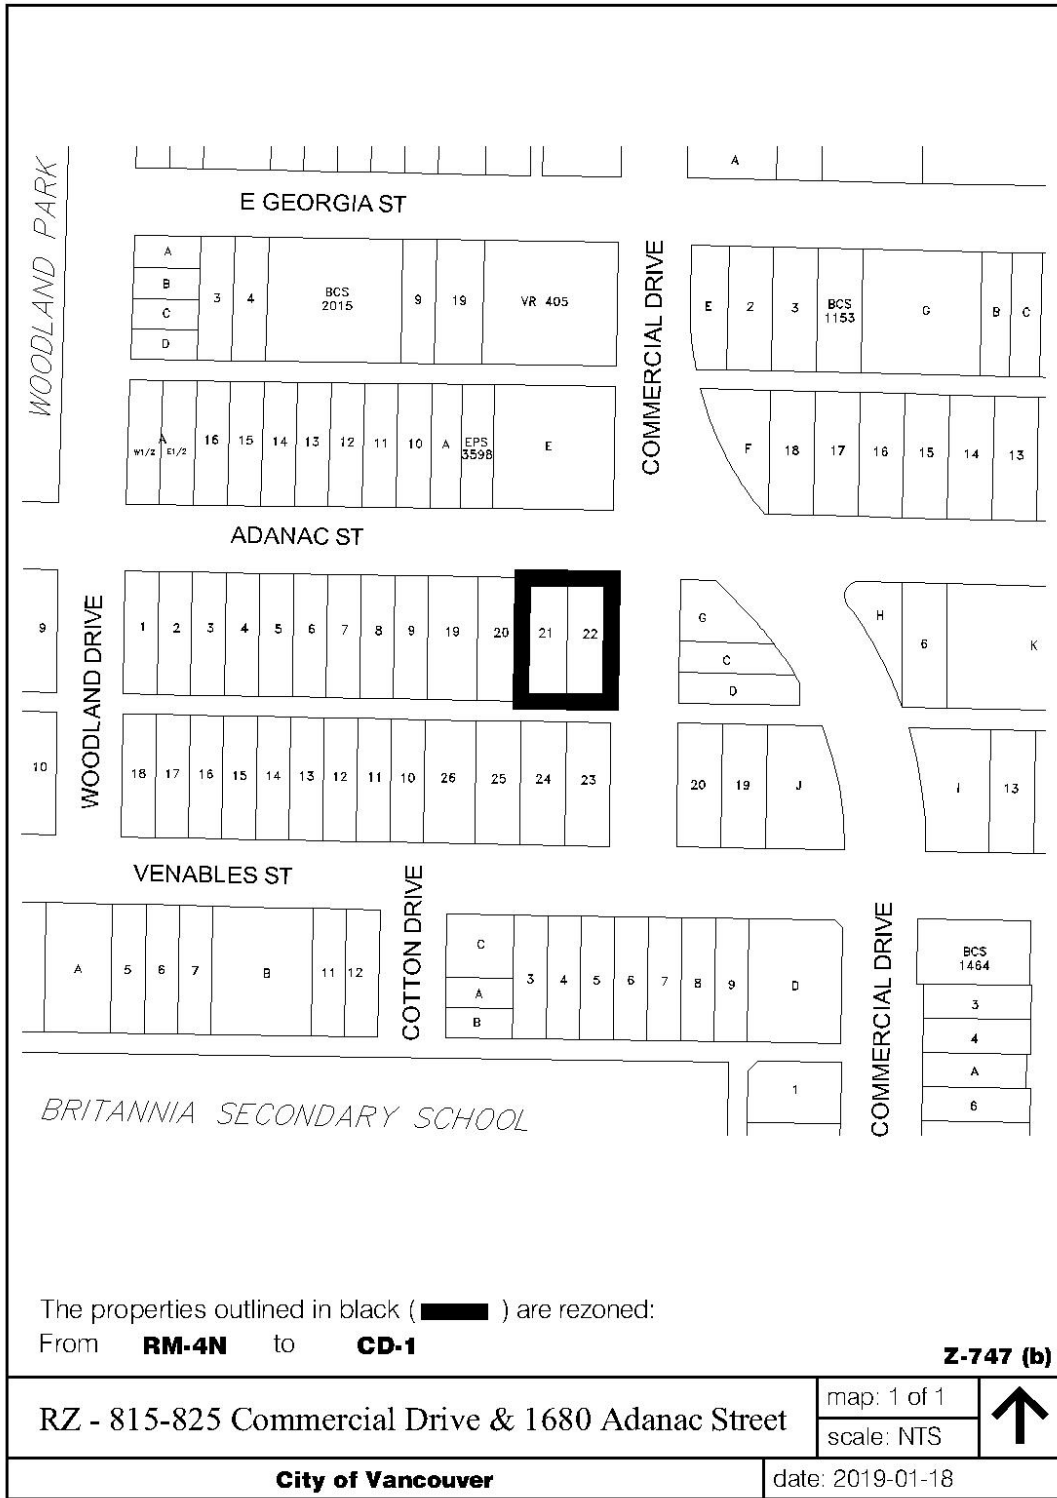 WOODLAND PARK
A
E GEORGIA ST
COMMERCIAL DRIVE
A
B
C
D
3
4
BCS
2015
9
19
VR 405
E
2
3
BCS
1153
G
B
C
A
W1/2
E1/2
16
15
14
13
12
11
10
A
EPS
3598
E
F
18
17
16
15
14
13
ADANAC ST
9
WOODLAND DRIVE
1
2
3
4
5
6
7
8
9
19
20
21
22
G
C
D
H
6
K
10
18
17
16
15
14
13
12
11
10
26
25
24
23
20
19
J
I
13
VENABLES ST
COTTON DRIVE
COMMERCIAL DRIVE
A
5
6
7
B
11
12
C
A
B
3
4
5
6
7
8
9
D
BCS
1464
3
4
A
6
1
BRITANNIA SECONDARY SCHOOL
The properties outlined in black ( ) are rezoned:
From RM-4N to CD-1
Z-747 (b)
RZ - 815-825 Commercial Drive & 1680 Adanac Street
map: 1 of 1
scale: NTS
City of Vancouver
date: 2019-01-18